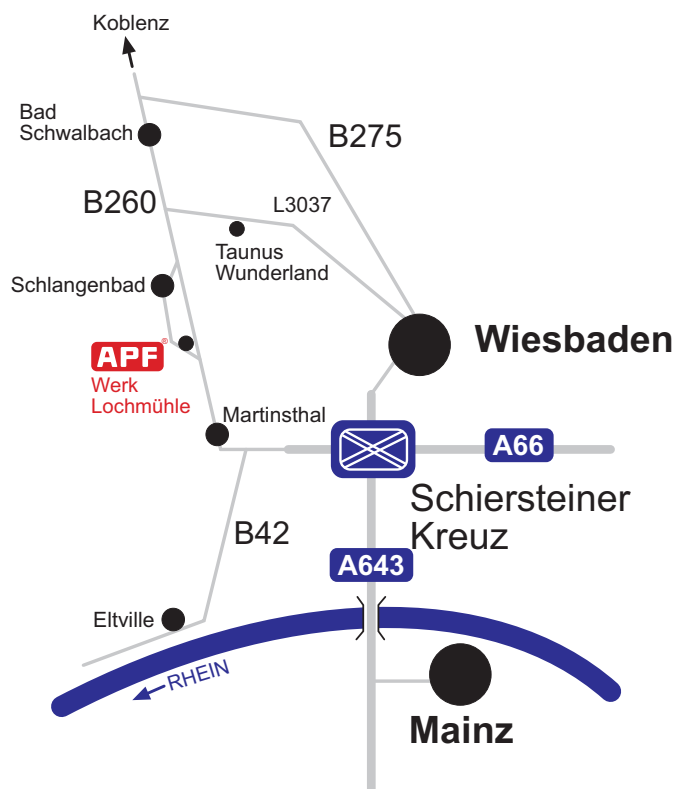 Koblenz
Bad
Schwalbach
B275
B260
L3037
Taunus
Wunderland
Schlangenbad
Wiesbaden
APF®
Werk
Lochmühle
Martinsthal
A66
Schiersteiner
Kreuz
B42
A643
Eltville
RHEIN
Mainz